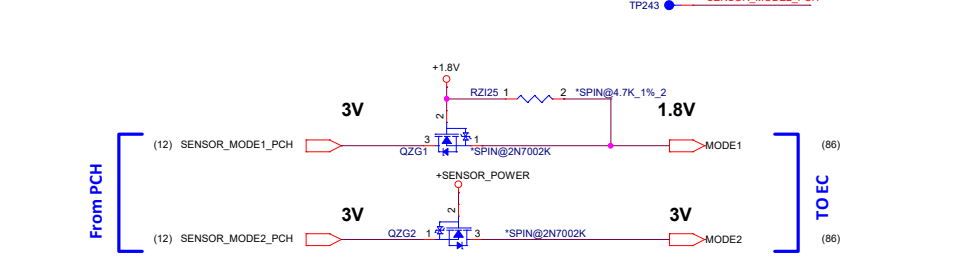 TP243
+1.8V
RZI25 1 2 *SPIN@4.7K_1%_2
3V 1.8V
2
(12) SENSOR_MODE1_PCH 3 1 MODE1 (86)
QZG1 *SPIN@2N7002K
+SENSOR_POWER
From PCH
TO EC
2
3V 3V
(12) SENSOR_MODE2_PCH QZG2 1 3 *SPIN@2N7002K MODE2 (86)